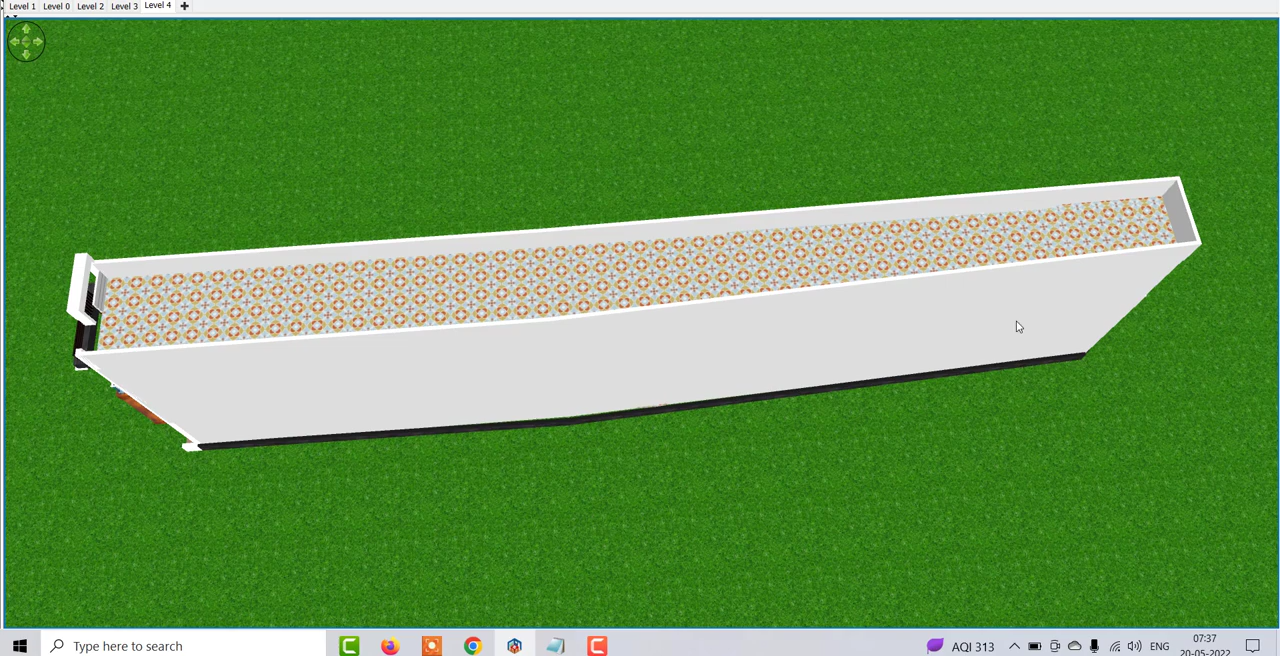 Level 1 Level 0 Level 2 Level 3 Level 4
Type here to search
AQI 313
ENG
07:37
20-05-2022